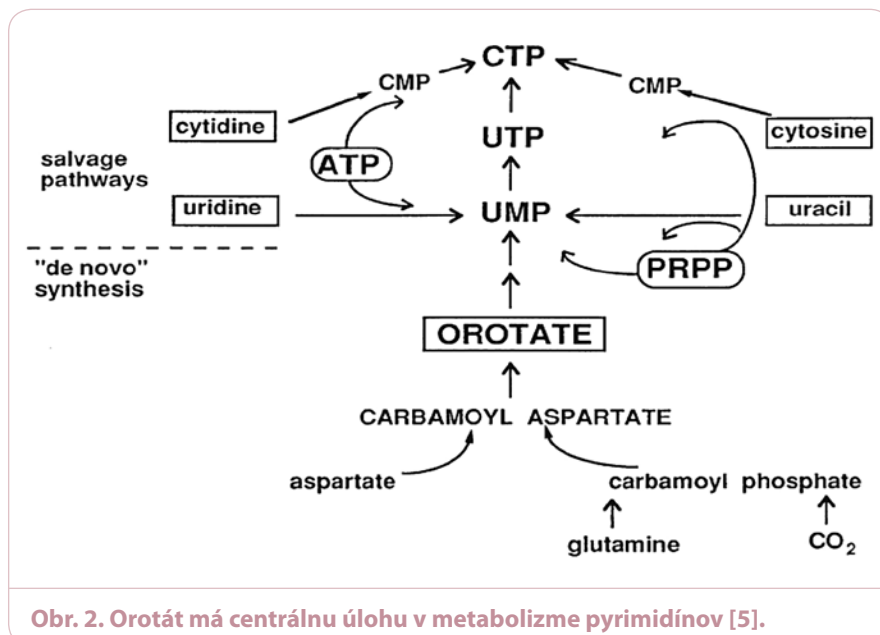 CTP
CMP
CMP
cytidine
cytosine
UTP
salvage
pathways
ATP
uridine
UMP
uracil
"de novo"
synthesis
PRPP
OROTATE
CARBAMOYL ASPARTATE
aspartate
carbamoyl phosphate
glutamine
CO₂
Obr. 2. Orotát má centrálnu úlohu v metabolizme pyrimidínov [5].